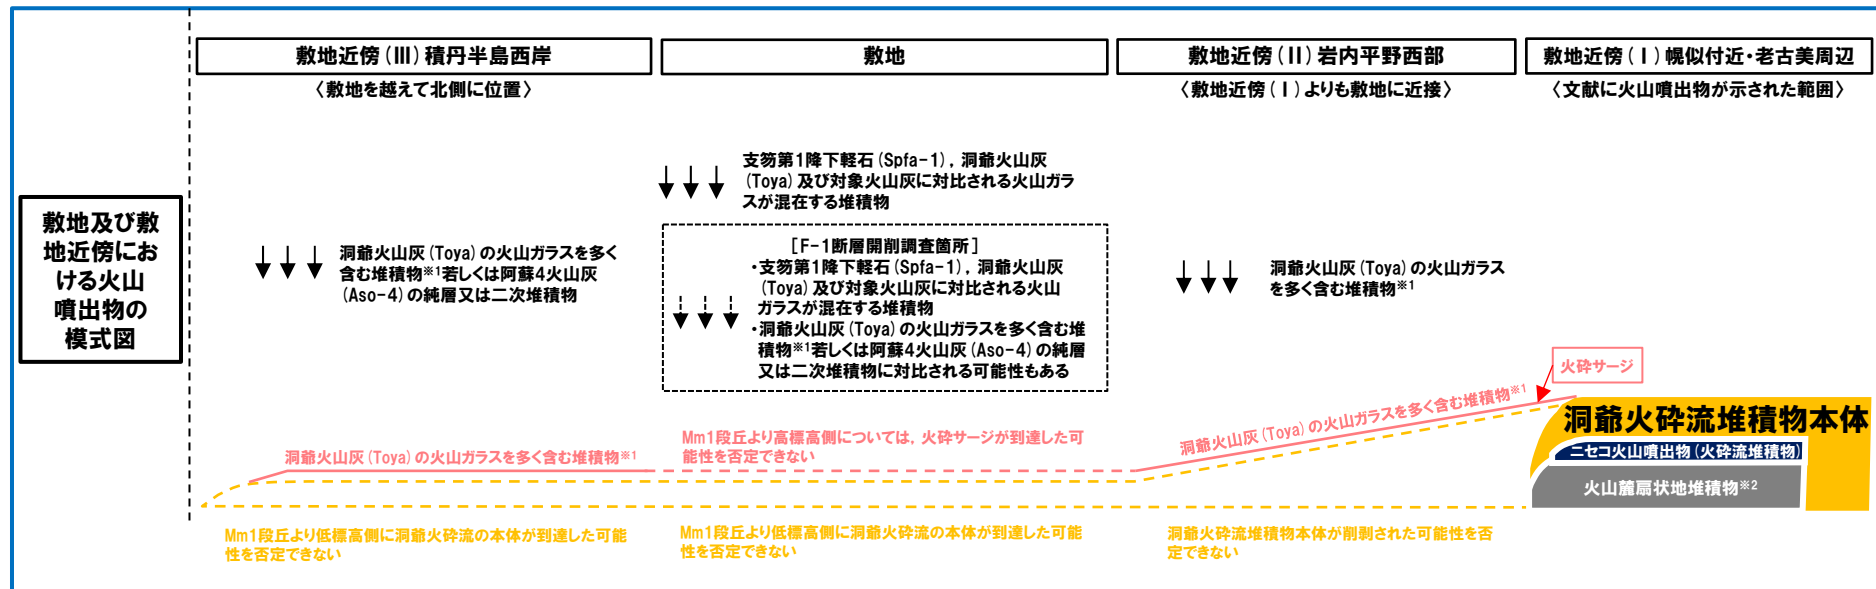 敷地近傍(Ⅲ)積丹半島西岸
〈敷地を越えて北側に位置〉
敷地
敷地近傍(Ⅱ)岩内平野西部
〈敷地近傍(Ⅰ)よりも敷地に近接〉
敷地近傍(Ⅰ)幌似付近・老古美周辺
〈文献に火山噴出物が示された範囲〉
敷地及び敷
地近傍にお
ける火山
噴出物の
模式図
洞爺火山灰(Toya)の火山ガラスを多く
含む堆積物※1若しくは阿蘇4火山灰
(Aso-4)の純層又は二次堆積物
支笏第1降下軽石(Spfa-1),洞爺火山灰
(Toya)及び対象火山灰に対比される火山ガラ
スが混在する堆積物
[F-1断層開削調査箇所]
・支笏第1降下軽石(Spfa-1),洞爺火山灰
(Toya)及び対象火山灰に対比される火山
ガラスが混在する堆積物
・洞爺火山灰(Toya)の火山ガラスを多く含む堆
積物※1若しくは阿蘇4火山灰(Aso-4)の純層
又は二次堆積物に対比される可能性もある
洞爺火山灰(Toya)の火山ガラス
を多く含む堆積物※1
火砕サージ
洞爺火山灰(Toya)の火山ガラスを多く含む堆積物※1
Mm1段丘より高標高側については,火砕サージが到達した可
能性を否定できない
洞爺火山灰(Toya)の火山ガラスを多く含む堆積物※1
洞爺火砕流堆積物本体
ニセコ火山噴出物(火砕流堆積物)
火山麓扇状地堆積物※2
Mm1段丘より低標高側に洞爺火砕流の本体が到達した可能
性を否定できない
Mm1段丘より低標高側に洞爺火砕流の本体が到達した可能
性を否定できない
洞爺火砕流堆積物本体が削剥された可能性を否
定できない